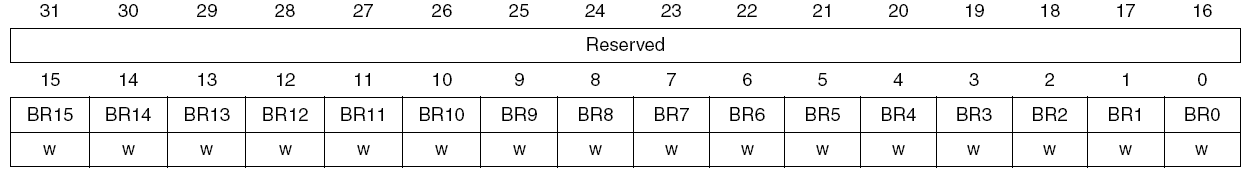 31 30 29 28 27 26 25 24 23 22 21 20 19 18 17 16
Reserved
15 14 13 12 11 10 9 8 7 6 5 4 3 2 1 0
BR15 BR14 BR13 BR12 BR11 BR10 BR9 BR8 BR7 BR6 BR5 BR4 BR3 BR2 BR1 BR0
w w w w w w w w w w w w w w w w